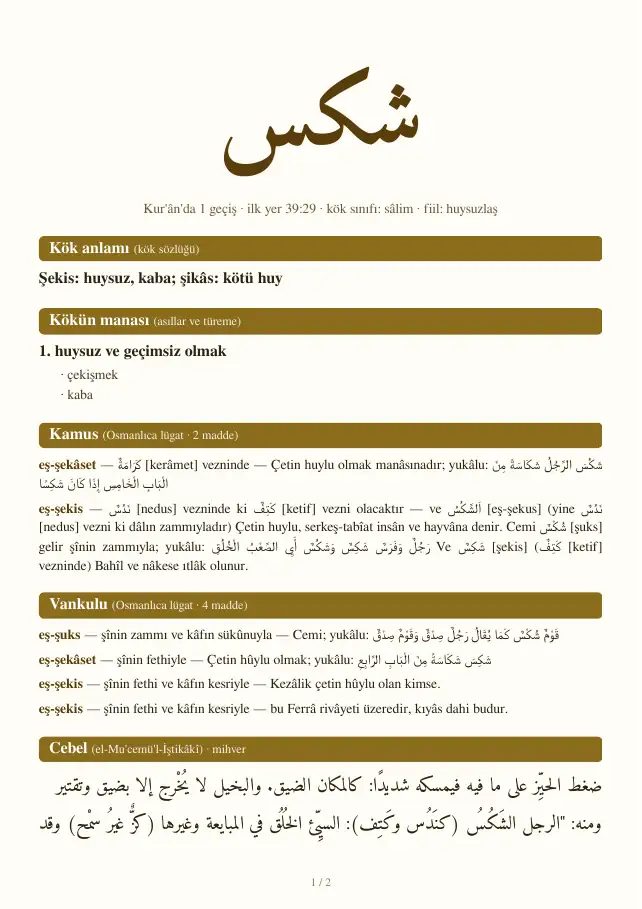 شكس
Kur'ân'da 1 geçiş · ilk yer 39:29 · kök sınıfı: sâlim · fiil: huysuzlaş
Kök anlamı (kök sözlüğü)
Şekis: huysuz, kaba; şikâs: kötü huy
Kökün manası (asıllar ve türeme)
1. huysuz ve geçimsiz olmak
· çekişmek
· kaba
Kamus (Osmanlıca lügat · 2 madde)
eş-şekâset — كَرَامَةٌ [kerâmet] vezninde — Çetin huylu olmak manâsınadır; yukâlu: شَكُسَ الرَّجُلُ شَكَاسَةً مِنَ
الْبَابِ الْخَامِسِ إِذَا كَانَ شَكِسًا
eş-şekis — نَدُسٌ [nedus] vezninde ki كَتِفٌ [ketif] vezni olacaktır — ve اَلشَّكُسُ [eş-şekus] (yine نَدُسٌ
[nedus] vezni ki dâlın zammıyladır) Çetin huylu, serkeş-tabîat insân ve hayvâna denir. Cemi شُكْسٌ [şuks]
gelir şînin zammıyla; yukâlu: رَجُلٌ وَفَرَسٌ شَكِسٌ وَشَكُسٌ أَيِ الصَّعْبُ الْخُلُقِ Ve شَكِسٌ [şekis] (كَتِفٌ [ketif]
vezninde) Bahîl ve nâkese ıtlâk olunur.
Vankulu (Osmanlıca lügat · 4 madde)
eş-şuks — şînin zammı ve kâfın sükûnuyla — Cemi; yukâlu: قَوْمٌ شُكْسٌ كَمَا يُقَالُ رَجُلٌ صِدْقٌ وَقَوْمٌ صِدْقٌ
eş-şekâset — şînin fethiyle — Çetin hûylu olmak; yukâlu: شَكِسَ شَكَاسَةً مِنَ الْبَابِ الرَّابِعِ
eş-şekis — şînin fethi ve kâfın kesriyle — Kezâlik çetin hûylu olan kimse.
eş-şekis — şînin fethi ve kâfın kesriyle — bu Ferrâ rivâyeti üzeredir, kıyâs dahi budur.
Cebel (el-Mu'cemü'l-İştikâkî) · mihver
ضغط الحيِّز على ما فيه فيمسكه شديدًا: كالمكان الضيق. والبخيل لا يُخْرج إلا بضيق وتقتير
ومنه: "الرجل الشَكُسُ (كنَدُس وكَتِف): السيِّئ الخُلُق في المبايعة وغيرها (كزٌّ غيرُ سمْح) وقد
1 / 2